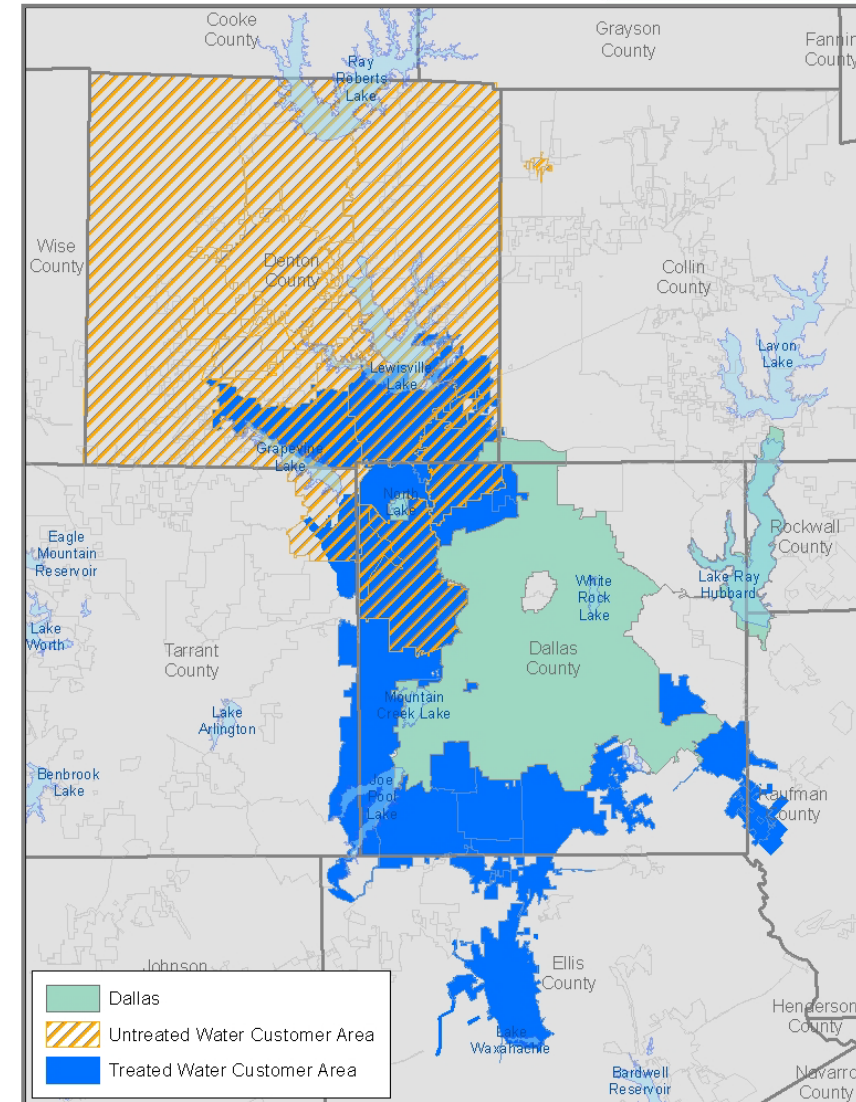 Cooke
County
Grayson
County
Fannin
County
Ray
Roberts
Lake
Wise
County
Denton
County
Collin
County
Lavon
Lake
Lewisville
Lake
Grapevine
Lake
North
Lake
Rockwall
County
Eagle
Mountain
Reservoir
White
Rock
Lake
Lake Ray
Hubbard
Lake
Worth
Tarrant
County
Dallas
County
Mountain
Creek Lake
Lake
Arlington
Benbrook
Lake
Joe
Pool
Lake
Kaufman
County
Johnson
Ellis
County
Henderson
County
Lake
Waxahachie
Bardwell
Reservoir
Navarro
County
Dallas
Untreated Water Customer Area
Treated Water Customer Area